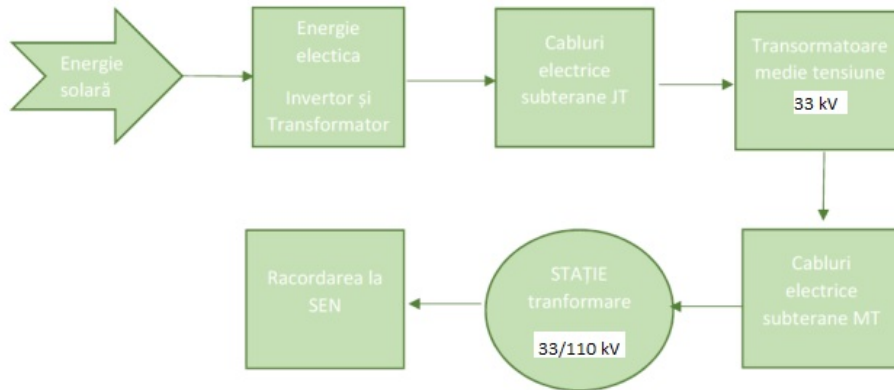 Energie
solară
Energie
electica
Invertor și
Transformator
Cabluri
electrice
subterane JT
Transormatoare
medie tensiune
33 kV
Cabluri
electrice
subterane MT
STAȚIE
tranformare
33/110 kV
Racordarea la
SEN